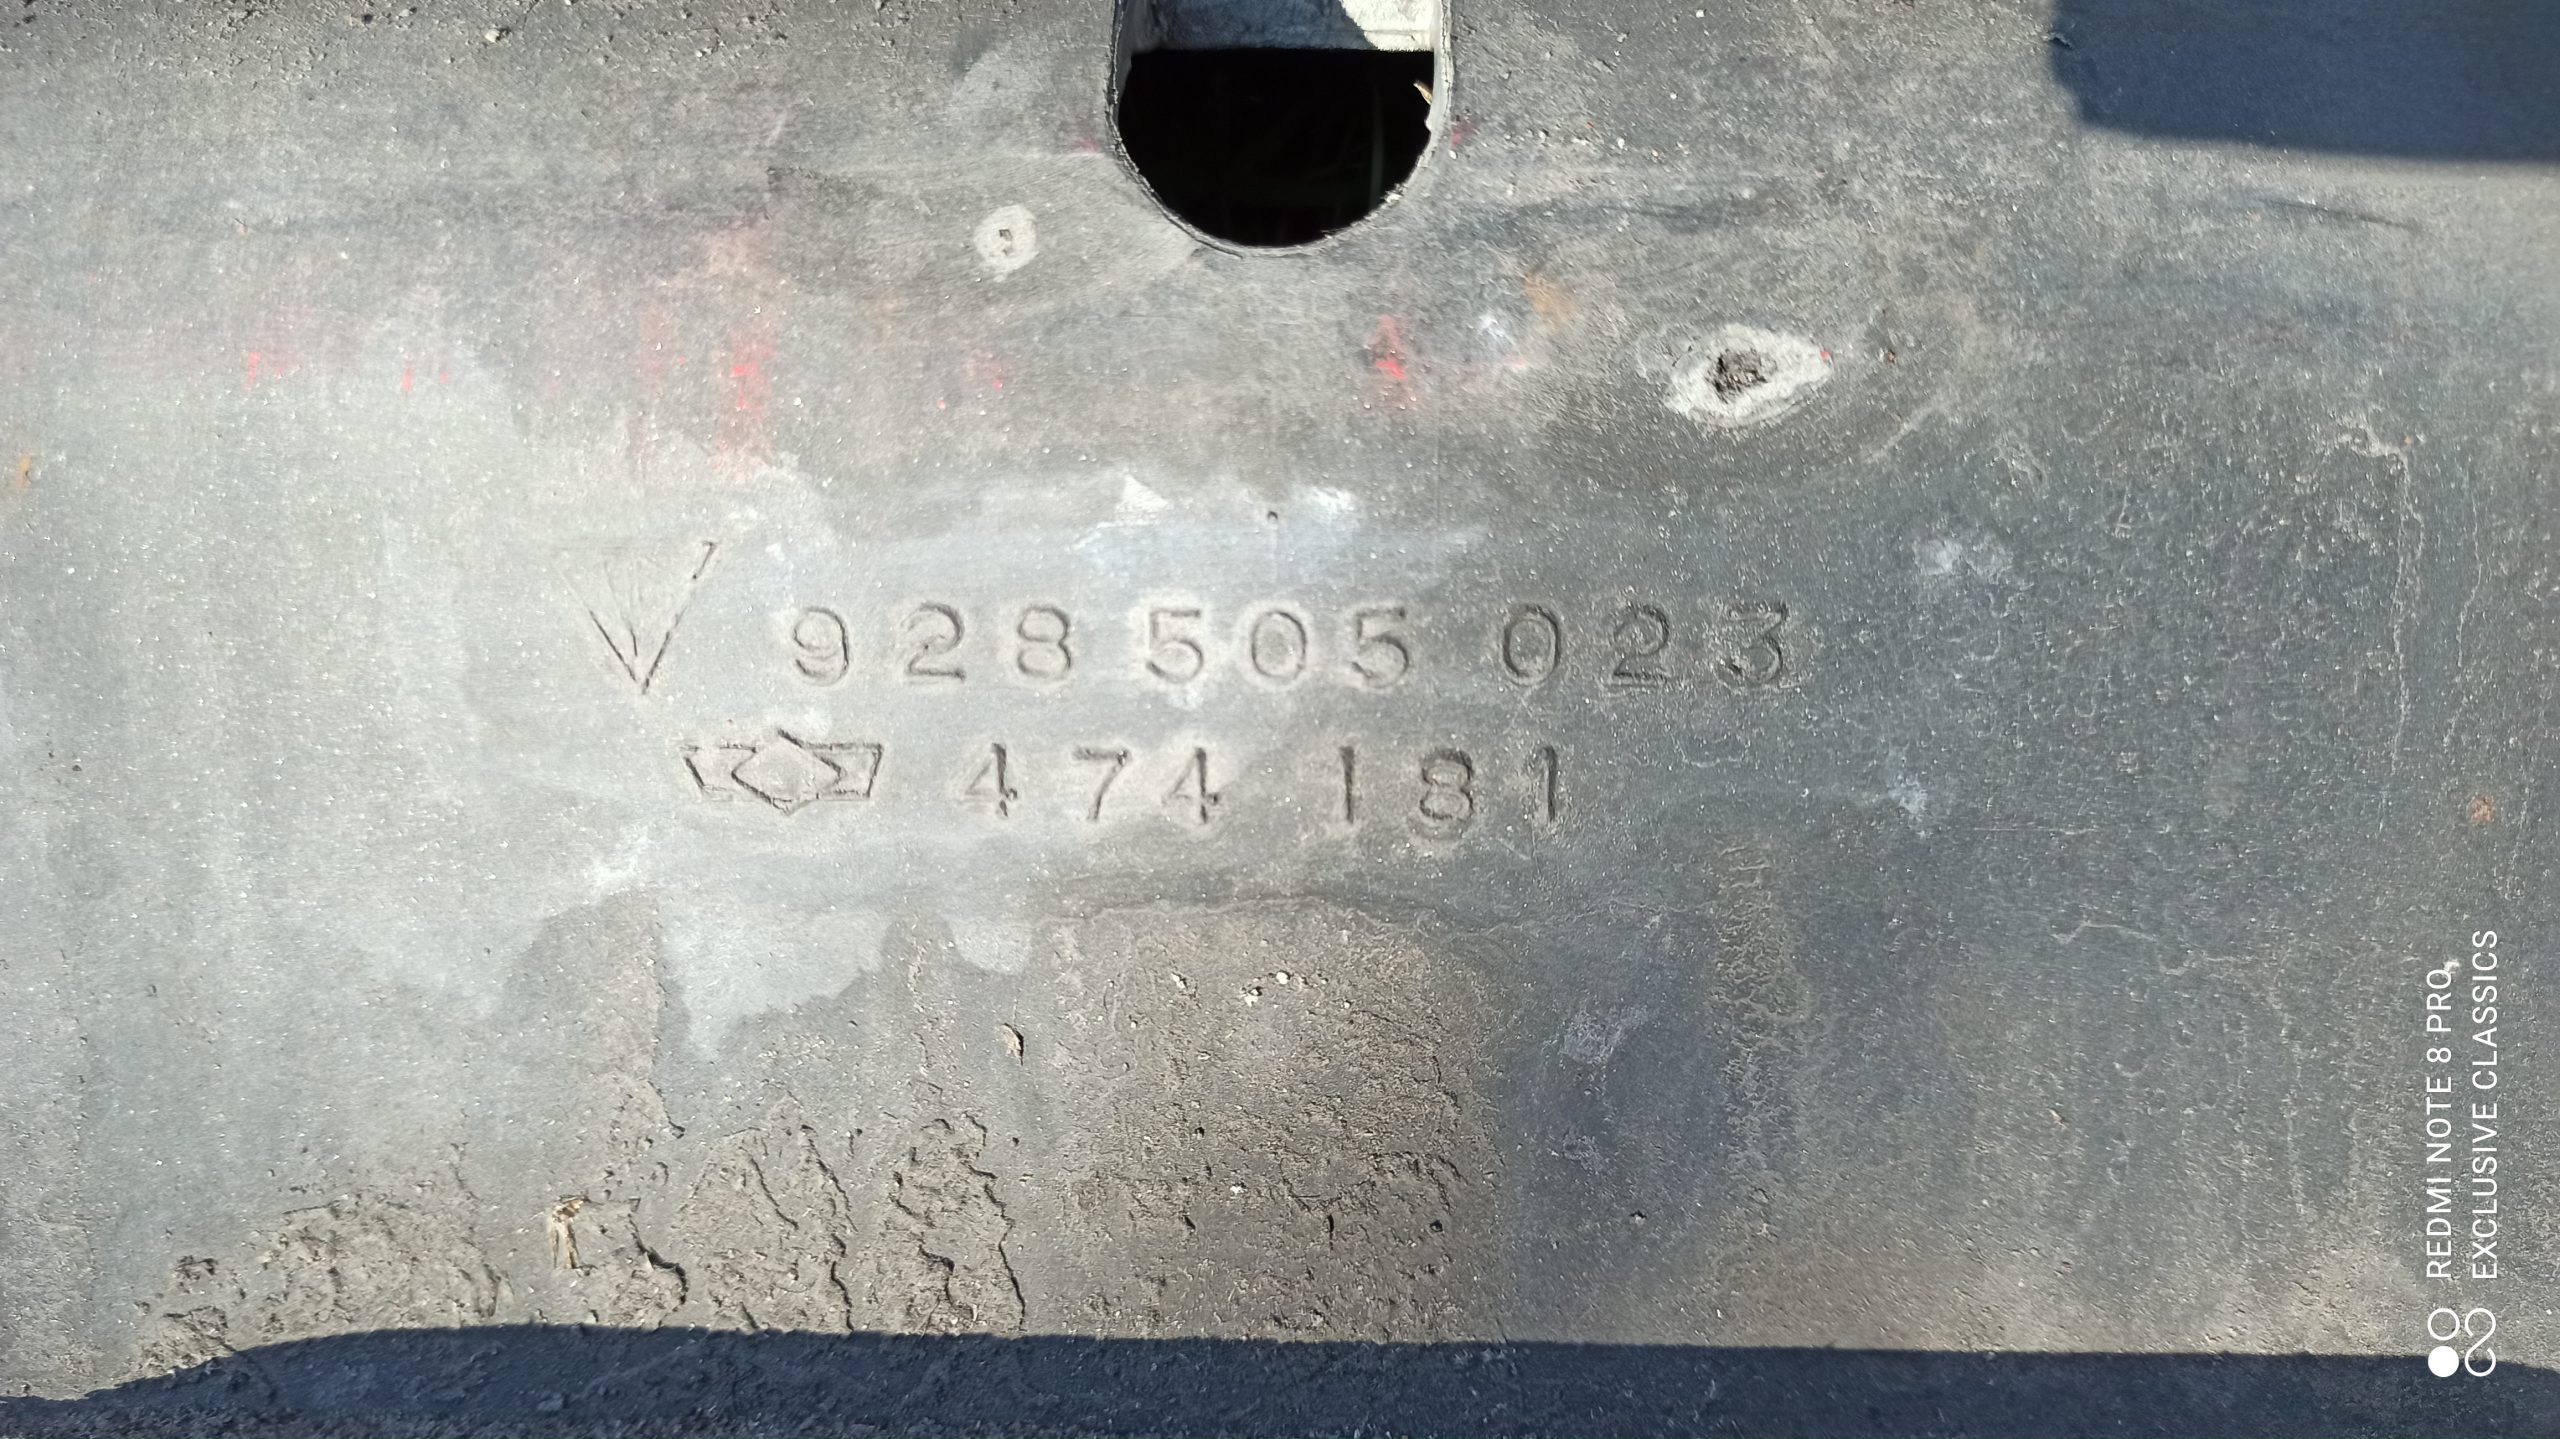 928 505 023
474 181
REDMI NOTE 8 PRO
EXCLUSIVE CLASSICS